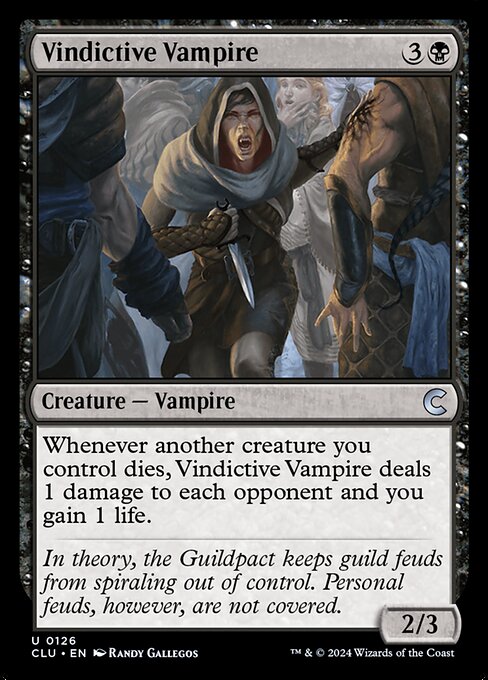 Vindictive Vampire 3
Creature — Vampire
Whenever another creature you
control dies, Vindictive Vampire deals
1 damage to each opponent and you
gain 1 life.
In theory, the Guildpact keeps guild feuds
from spiraling out of control. Personal
feuds, however, are not covered.
2/3
U 0126
CLU • EN Randy Gallegos
™ & © 2024 Wizards of the Coast